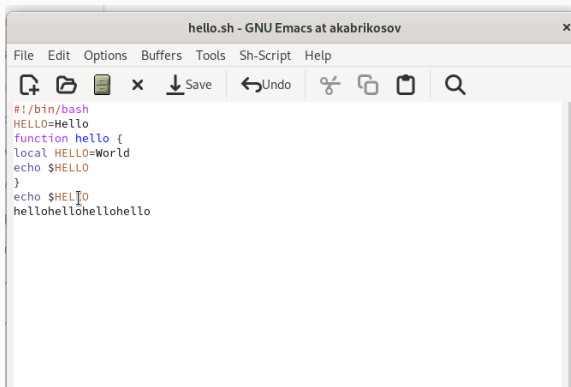 hello.sh - GNU Emacs at akabrikosov
File Edit Options Buffers Tools Sh-Script Help
Save Undo
#!/bin/bash
HELLO=Hello
function hello {
local HELLO=World
echo $HELLO
}
echo $HELLO
hellohellohellohello